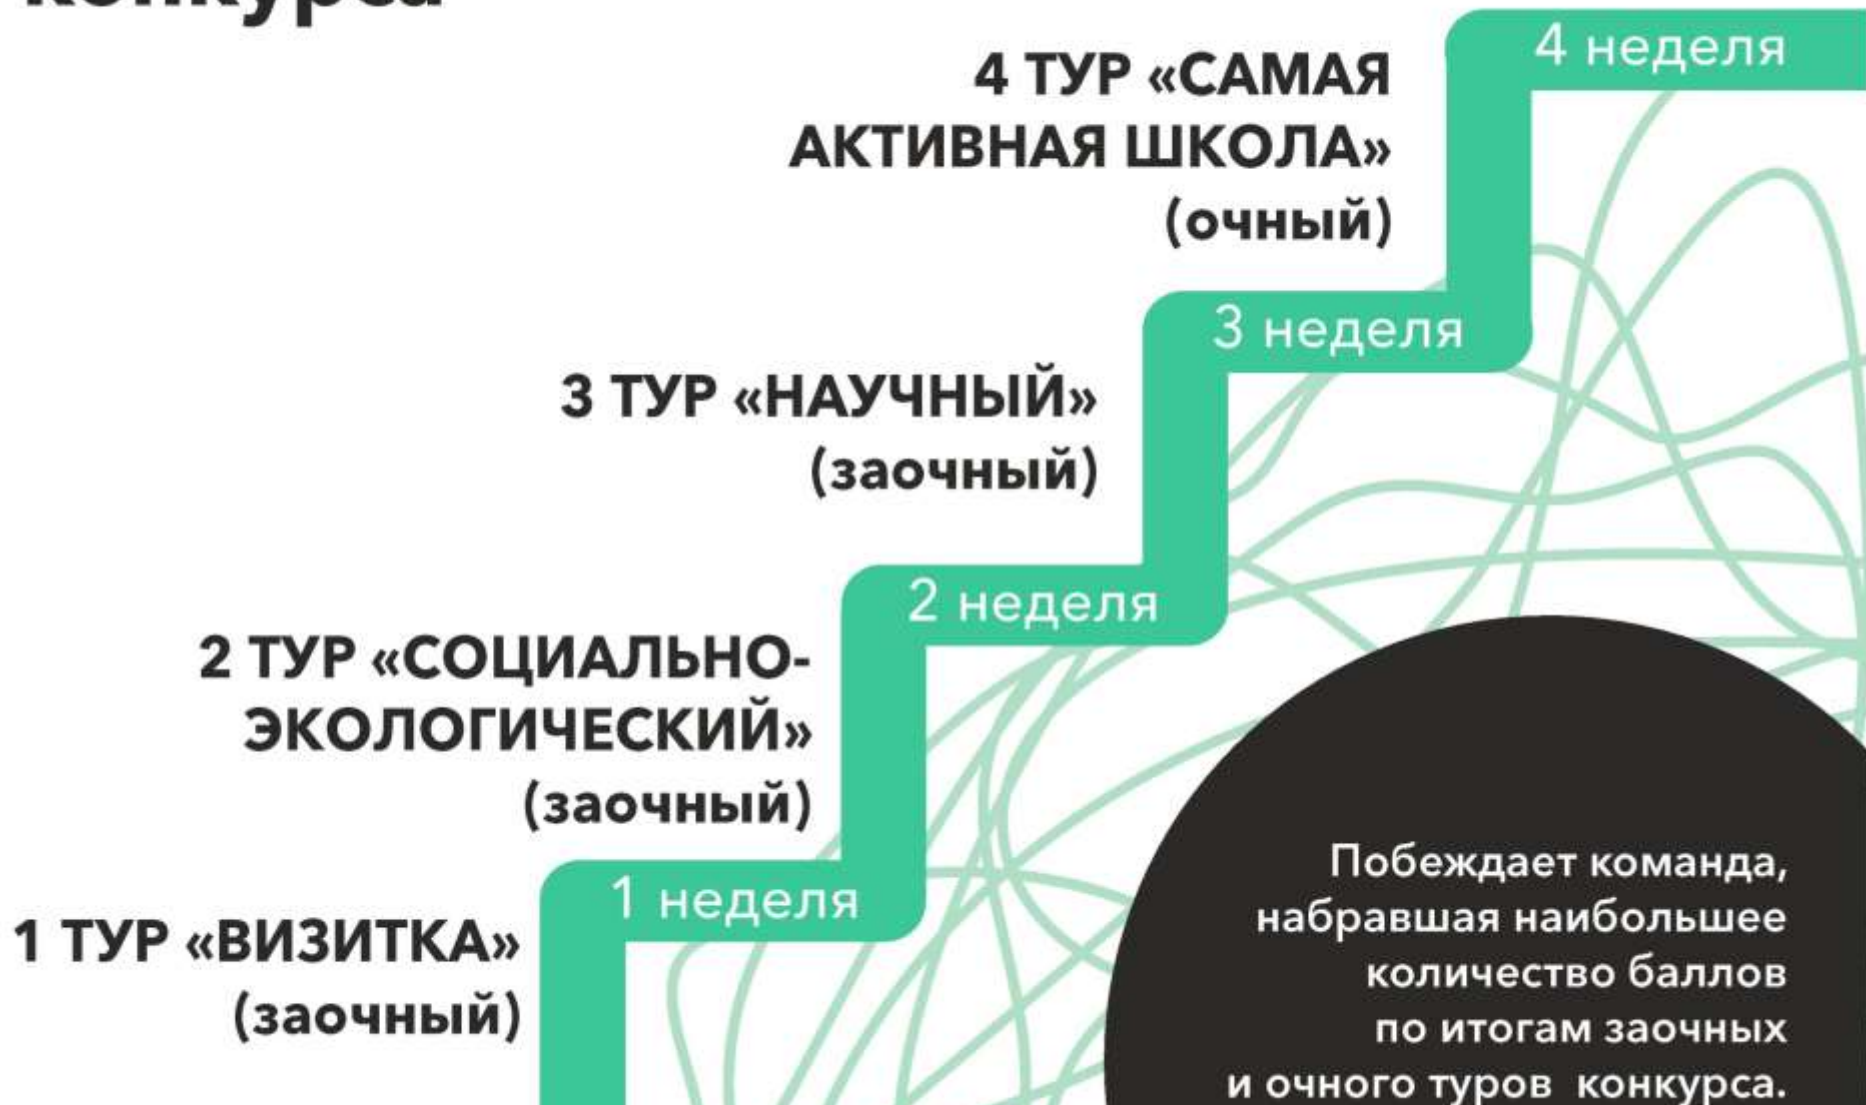 конкурса
4 неделя
4 ТУР «САМАЯ
АКТИВНАЯ ШКОЛА»
(очный)
3 неделя
3 ТУР «НАУЧНЫЙ»
(заочный)
2 неделя
2 ТУР «СОЦИАЛЬНО-
ЭКОЛОГИЧЕСКИЙ»
(заочный)
1 неделя
1 ТУР «ВИЗИТКА»
(заочный)
Побеждает команда,
набравшая наибольшее
количество баллов
по итогам заочных
и очного туров конкурса.